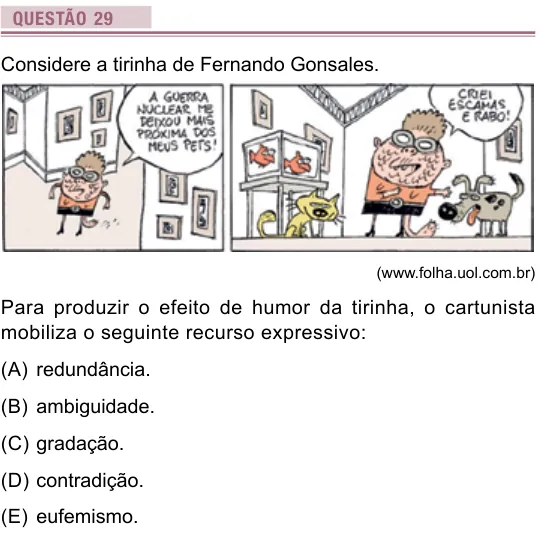 QUESTÃO 29
Considere a tirinha de Fernando Gonsales.
A GUERRA
NUCLEAR ME
DEIXOU MAIS
PRÓXIMA DOS
MEUS PETS!
CRIEI
ESCAMAS
E RABO!
(www.folha.uol.com.br)
Para produzir o efeito de humor da tirinha, o cartunista
mobiliza o seguinte recurso expressivo:
(A) redundância.
(B) ambiguidade.
(C) gradação.
(D) contradição.
(E) eufemismo.